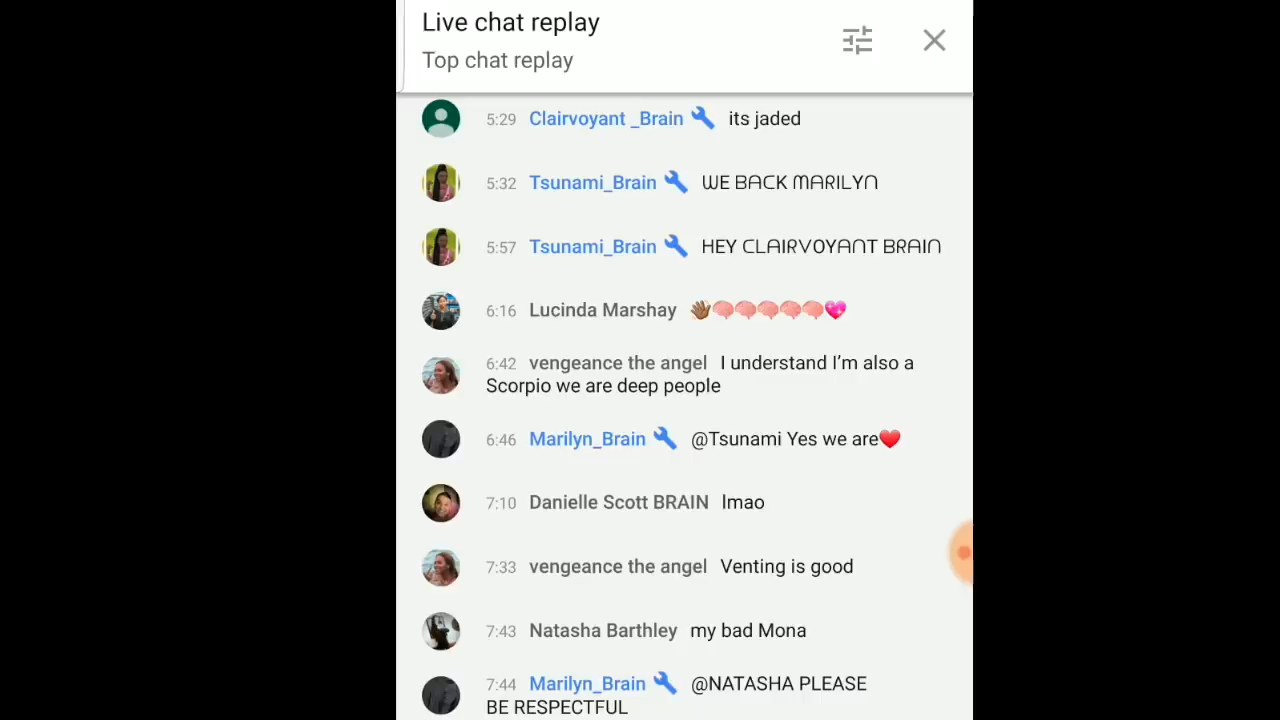 Live chat replay
Top chat replay
5:29 Clairvoyant _Brain its jaded
5:32 Tsunami_Brain WE BACK MARILYN
5:57 Tsunami_Brain HEY CLAIRVOYANT BRAIN
6:16 Lucinda Marshay 👋🏾🧠🧠🧠🧠🧠💖
6:42 vengeance the angel I understand I’m also a
Scorpio we are deep people
6:46 Marilyn_Brain @Tsunami Yes we are❤️
7:10 Danielle Scott BRAIN lmao
7:33 vengeance the angel Venting is good
7:43 Natasha Barthley my bad Mona
7:44 Marilyn_Brain @NATASHA PLEASE
BE RESPECTFUL